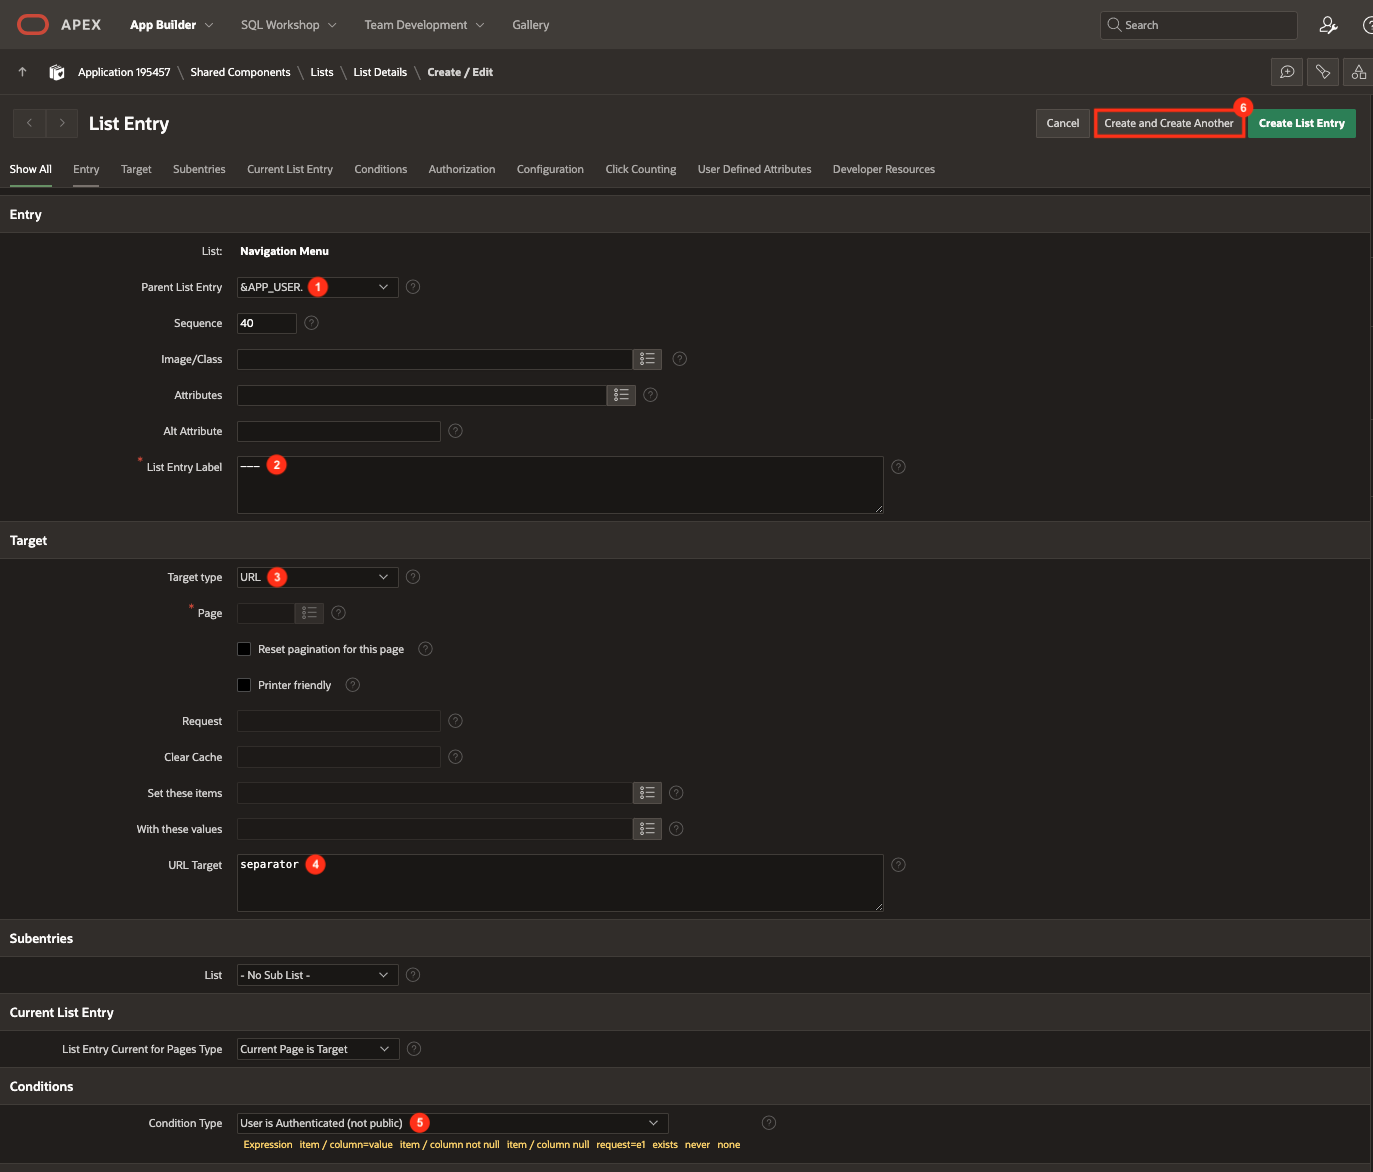 APEX App Builder SQL Workshop Team Development Gallery Search
Application 195457 \ Shared Components \ Lists \ List Details \ Create / Edit
List Entry Cancel Create and Create Another 6 Create List Entry
Show All Entry Target Subentries Current List Entry Conditions Authorization Configuration Click Counting User Defined Attributes Developer Resources
Entry
List: Navigation Menu
Parent List Entry &APP_USER. 1
Sequence 40
Image/Class
Attributes
Alt Attribute
* List Entry Label --- 2
Target
Target type URL 3
* Page
Reset pagination for this page
Printer friendly
Request
Clear Cache
Set these items
With these values
URL Target separator 4
Subentries
List - No Sub List -
Current List Entry
List Entry Current for Pages Type Current Page is Target
Conditions
Condition Type User is Authenticated (not public) 5
Expression item / column=value item / column not null item / column null request=e1 exists never none